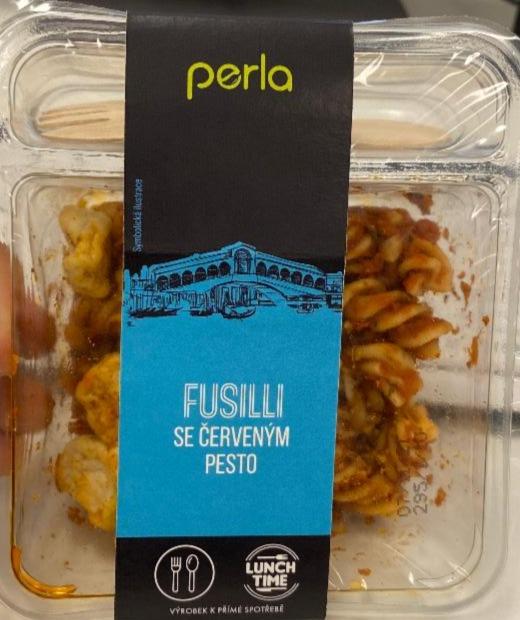 perla
Symbolická ilustrace
FUSILLI
SE ČERVENÝM
PESTO
LUNCH
TIME
VÝROBEK K PŘÍMÉ SPOTŘEBĚ